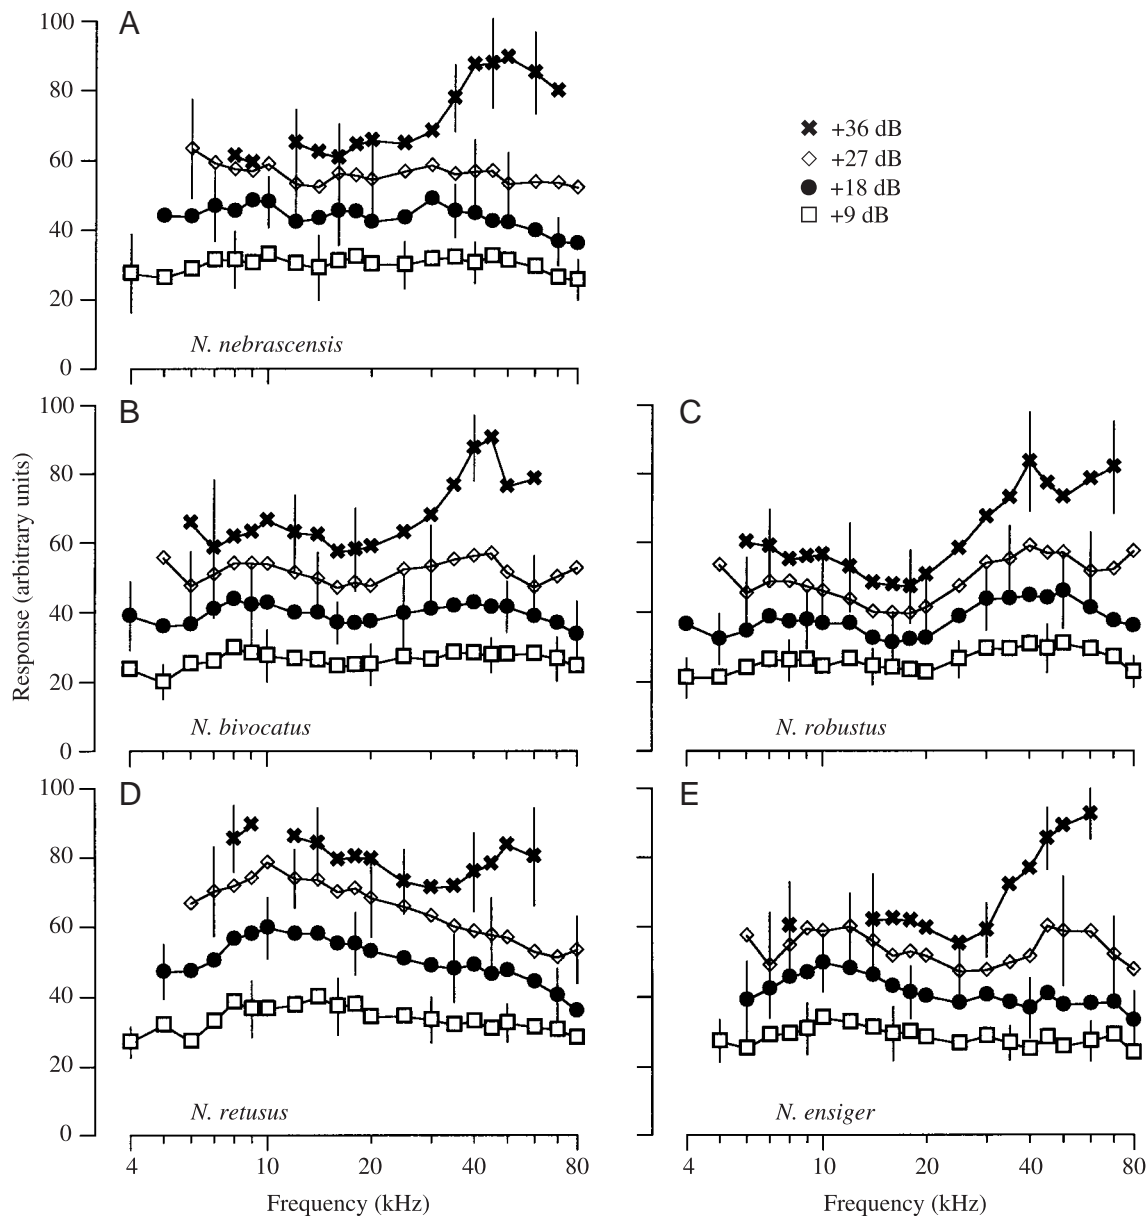 A
100
80
60
40
20
0
N. nebrascensis
+36 dB
+27 dB
+18 dB
+9 dB
B
100
80
60
40
20
0
N. bivocatus
C
N. robustus
Response (arbitrary units)
D
100
80
60
40
20
0
N. retusus
4 10 20 40 80
Frequency (kHz)
E
N. ensiger
4 10 20 40 80
Frequency (kHz)